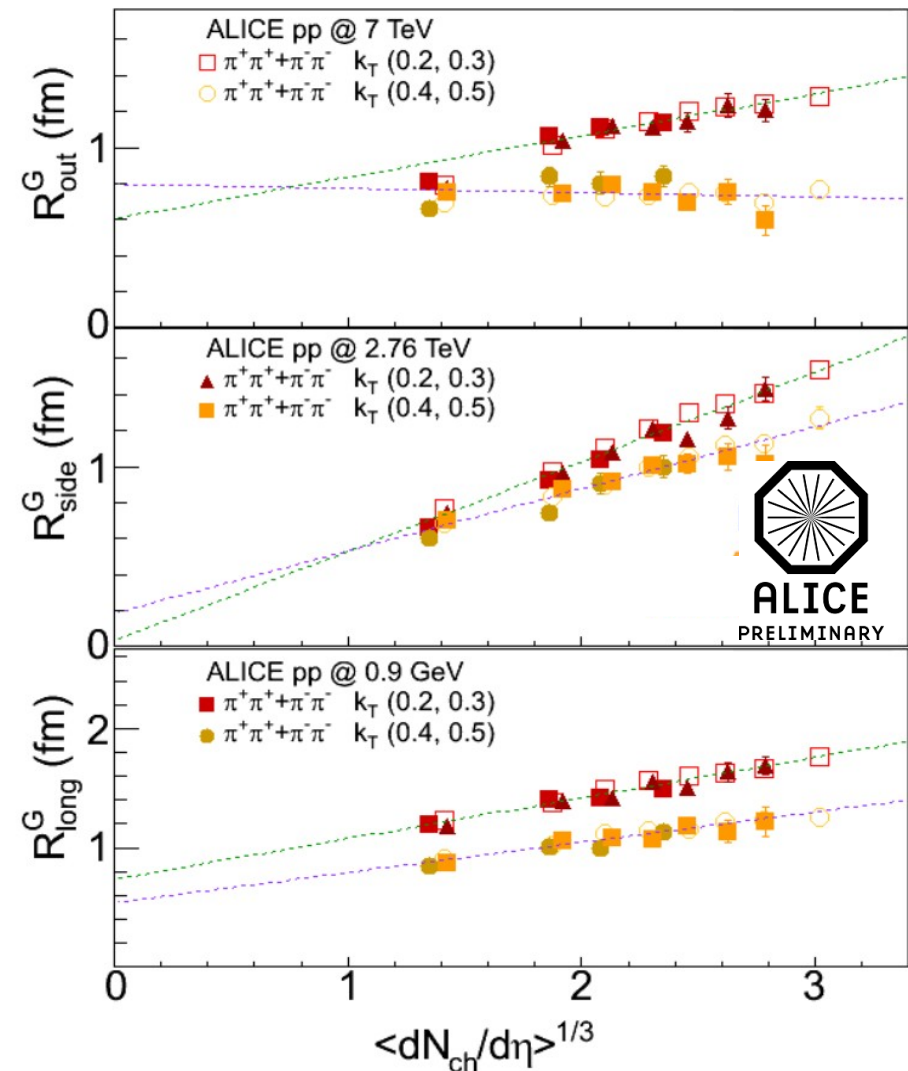 ALICE pp @ 7 TeV
π⁺π⁺+π⁻π⁻ k_T (0.2, 0.3)
π⁺π⁺+π⁻π⁻ k_T (0.4, 0.5)
R^G_out (fm)
1
0
ALICE pp @ 2.76 TeV
π⁺π⁺+π⁻π⁻ k_T (0.2, 0.3)
π⁺π⁺+π⁻π⁻ k_T (0.4, 0.5)
R^G_side (fm)
1
0
ALICE
PRELIMINARY
ALICE pp @ 0.9 GeV
π⁺π⁺+π⁻π⁻ k_T (0.2, 0.3)
π⁺π⁺+π⁻π⁻ k_T (0.4, 0.5)
R^G_long (fm)
2
1
0 1 2 3
<dN_ch/dη>^1/3